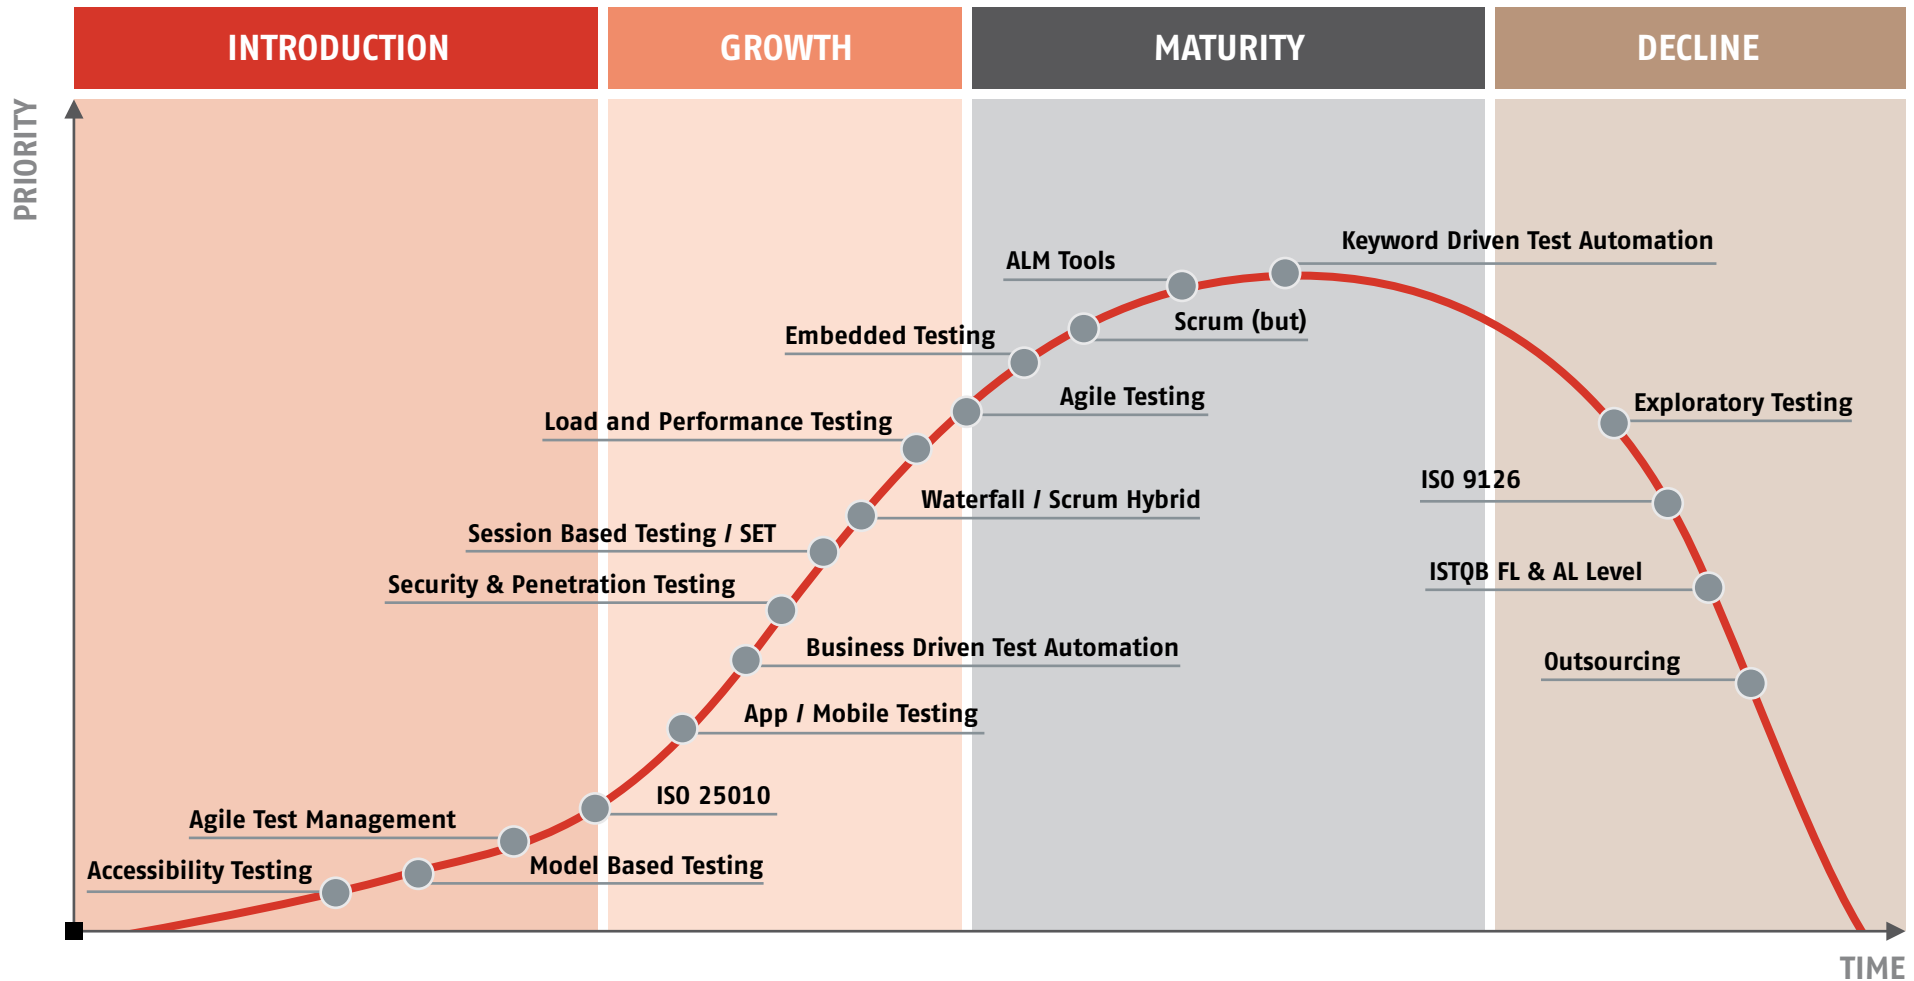 INTRODUCTION
GROWTH
MATURITY
DECLINE
PRIORITY
Keyword Driven Test Automation
ALM Tools
Scrum (but)
Embedded Testing
Agile Testing
Exploratory Testing
Load and Performance Testing
ISO 9126
Waterfall / Scrum Hybrid
Session Based Testing / SET
ISTQB FL & AL Level
Security & Penetration Testing
Business Driven Test Automation
Outsourcing
App / Mobile Testing
ISO 25010
Agile Test Management
Model Based Testing
Accessibility Testing
TIME